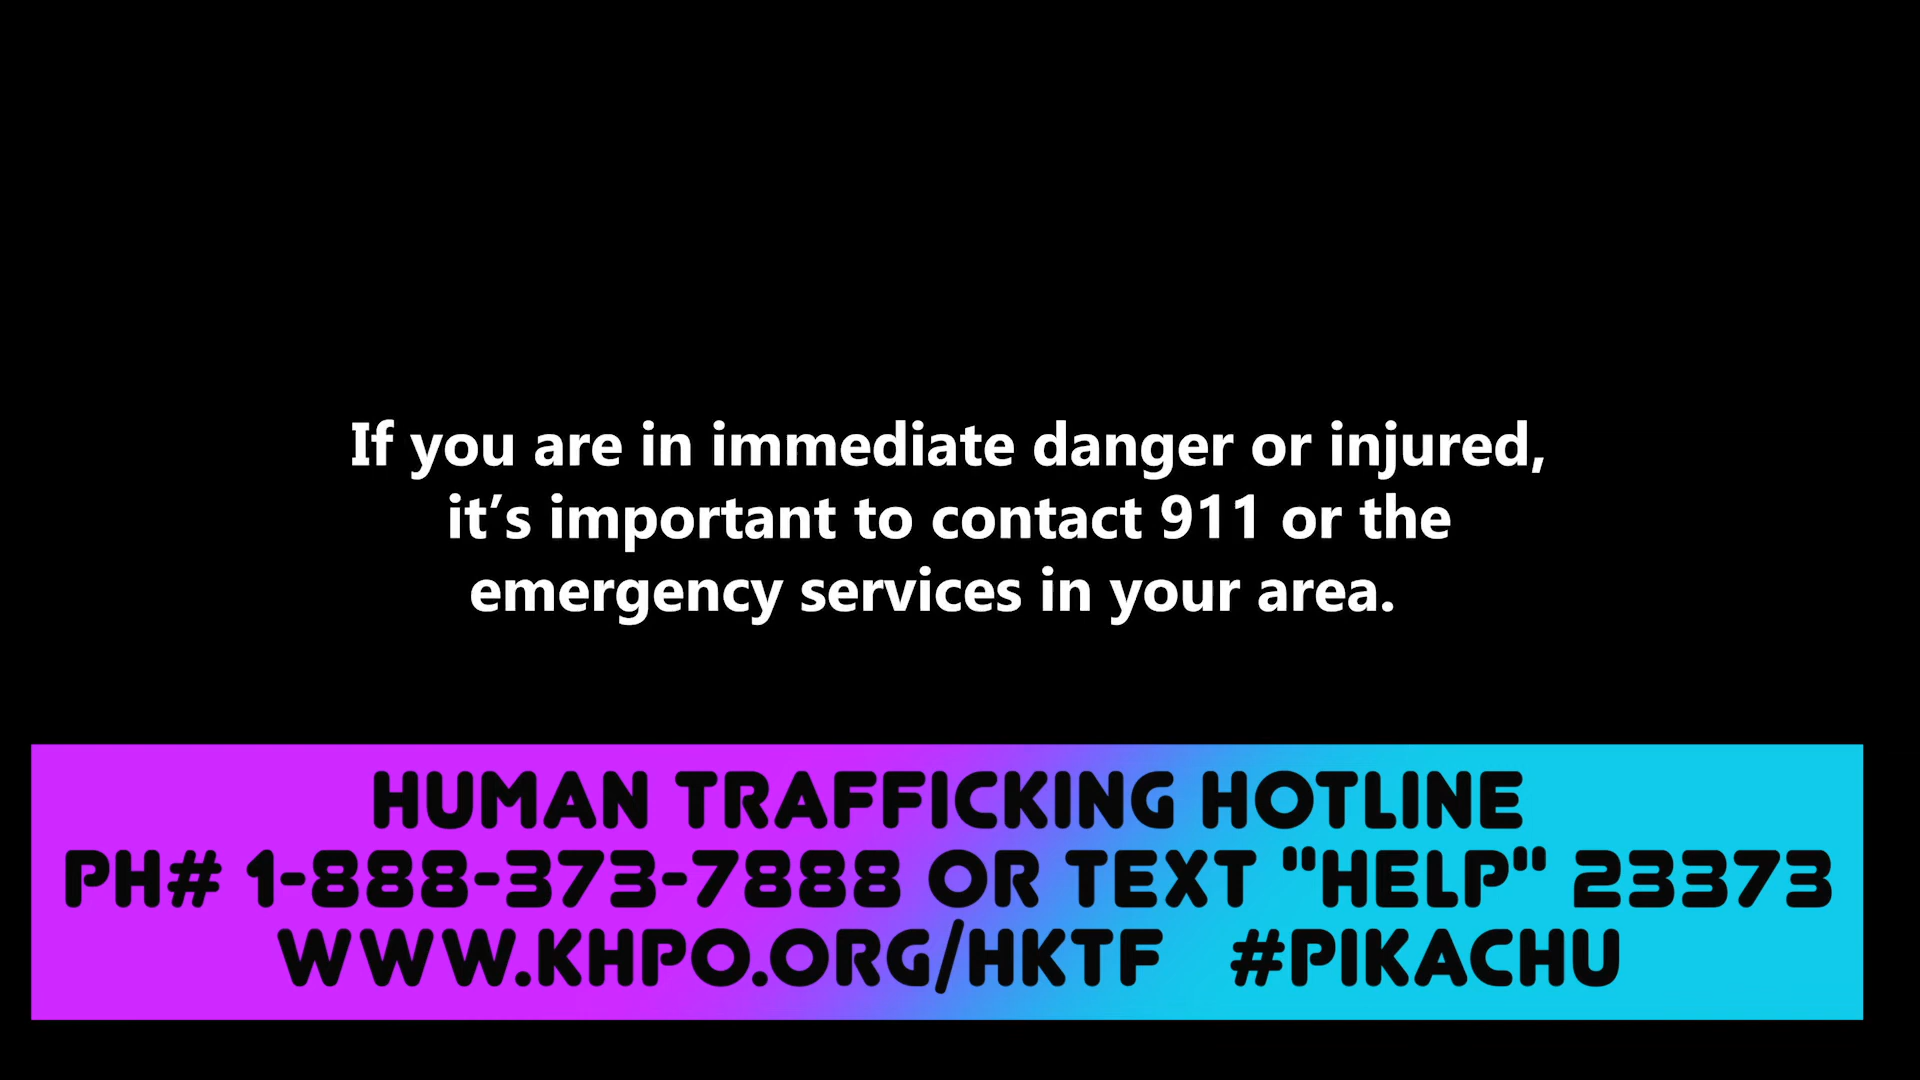 If you are in immediate danger or injured,
it’s important to contact 911 or the
emergency services in your area.
HUMAN TRAFFICKING HOTLINE
PH# 1-888-373-7888 OR TEXT "HELP" 23373
WWW.KHPO.ORG/HKTF #PIKACHU